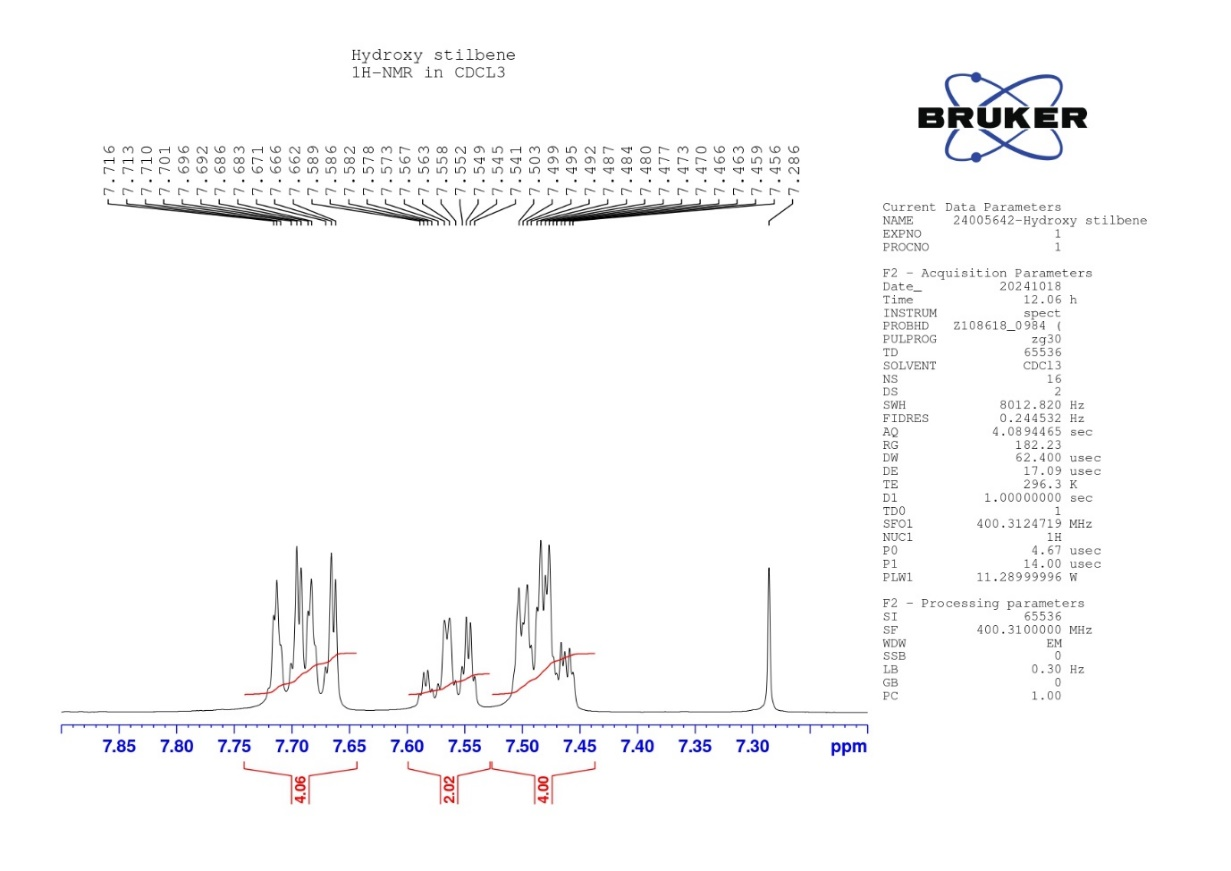 Hydroxy stilbene
1H-NMR in CDCL3
BRUKER
7.716
7.713
7.710
7.701
7.696
7.692
7.686
7.683
7.671
7.666
7.662
7.589
7.586
7.582
7.578
7.573
7.567
7.563
7.558
7.552
7.549
7.545
7.541
7.503
7.499
7.495
7.492
7.487
7.484
7.480
7.477
7.473
7.470
7.466
7.463
7.459
7.456
7.286
Current Data Parameters
NAME 24005642-Hydroxy stilbene
EXPNO 1
PROCNO 1
F2 - Acquisition Parameters
Date_ 20241018
Time 12.06 h
INSTRUM spect
PROBHD Z108618_0984 (
PULPROG zg30
TD 65536
SOLVENT CDCl3
NS 16
DS 2
SWH 8012.820 Hz
FIDRES 0.244532 Hz
AQ 4.0894465 sec
RG 182.23
DW 62.400 usec
DE 17.09 usec
TE 296.3 K
D1 1.00000000 sec
TD0 1
SFO1 400.3124719 MHz
NUC1 1H
P0 4.67 usec
P1 14.00 usec
PLW1 11.28999996 W
F2 - Processing parameters
SI 65536
SF 400.3100000 MHz
WDW EM
SSB 0
LB 0.30 Hz
GB 0
PC 1.00
7.85 7.80 7.75 7.70 7.65 7.60 7.55 7.50 7.45 7.40 7.35 7.30 ppm
4.06 2.02 4.00